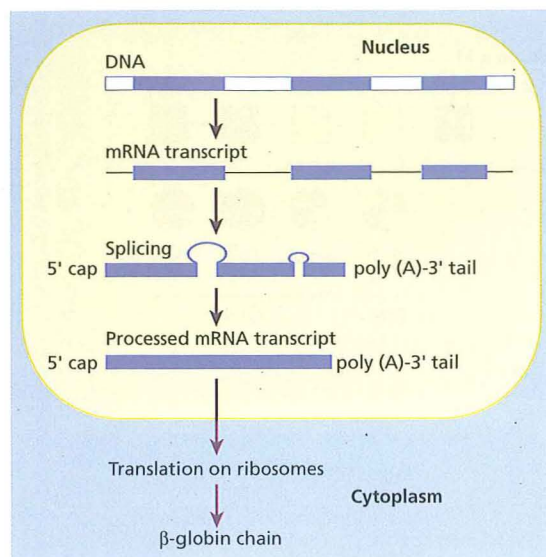 Nucleus
DNA
mRNA transcript
Splicing
5' cap poly (A)-3' tail
Processed mRNA transcript
5' cap poly (A)-3' tail
Translation on ribosomes
Cytoplasm
β-globin chain